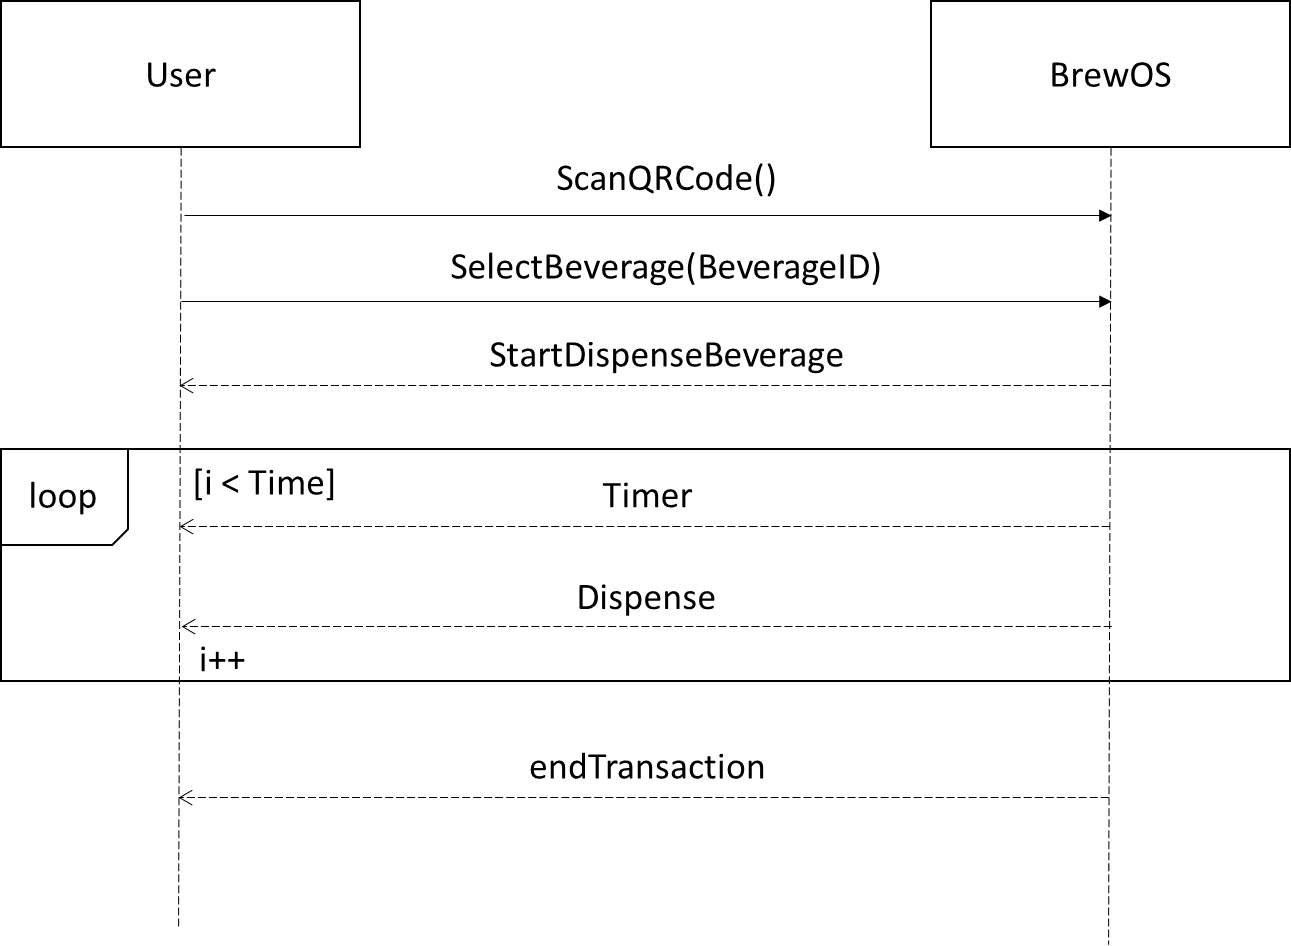 User
BrewOS
ScanQRCode()
SelectBeverage(BeverageID)
StartDispenseBeverage
loop
[i < Time]
Timer
Dispense
i++
endTransaction